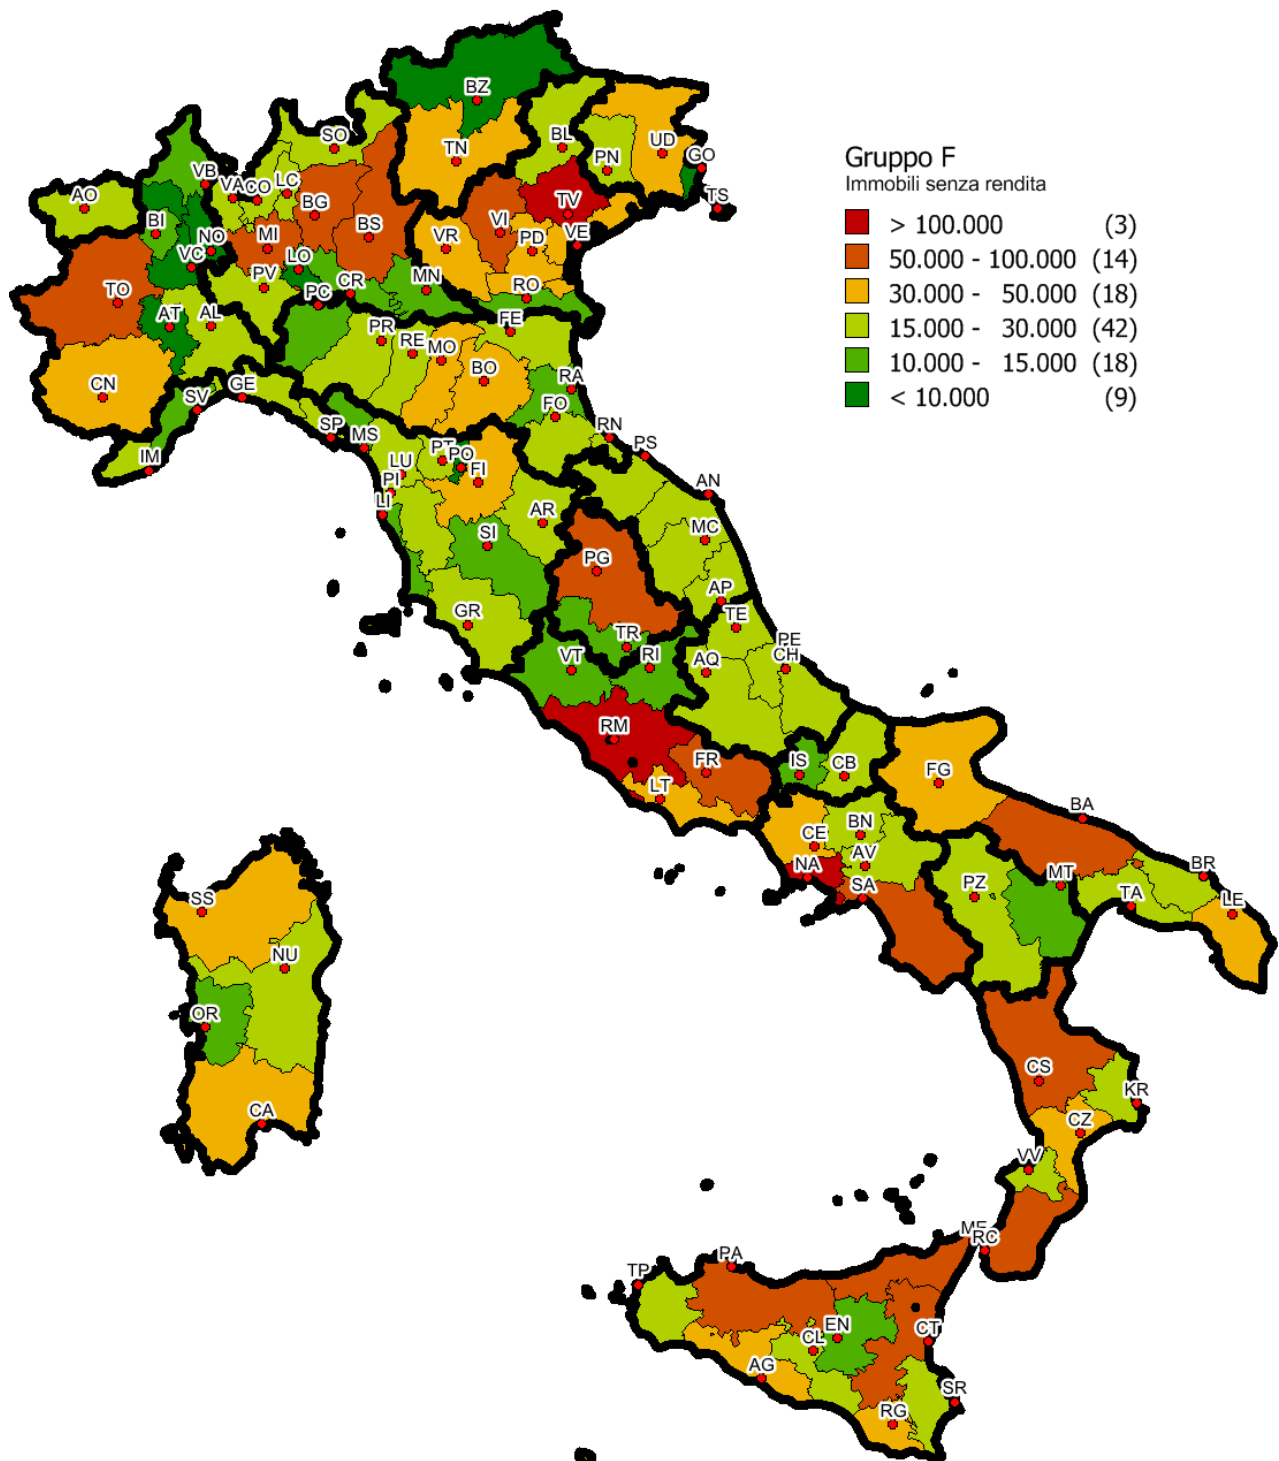 Gruppo F
Immobili senza rendita
> 100.000 (3)
50.000 - 100.000 (14)
30.000 - 50.000 (18)
15.000 - 30.000 (42)
10.000 - 15.000 (18)
< 10.000 (9)
BZ
SO
BL
UD
TN
PN
GO
VB
VA
CO
LC
AO
TS
BG
TV
BI
BS
VI
NO
MI
VR
PD
VE
VC
LO
PV
CR
MN
RO
TO
PC
AT
AL
FE
PR
RE
MO
BO
CN
GE
RA
SV
FO
SP
MS
RN
PS
IM
LU
PT
PO
FI
PI
AN
LI
AR
MC
SI
PG
AP
GR
TE
TR
PE
VT
RI
AQ
CH
RM
FR
IS
CB
FG
LT
BA
CE
BN
NA
AV
BR
SA
PZ
MT
TA
LE
SS
NU
OR
CS
KR
CA
CZ
VV
ME
RC
PA
TP
EN
CT
CL
AG
SR
RG